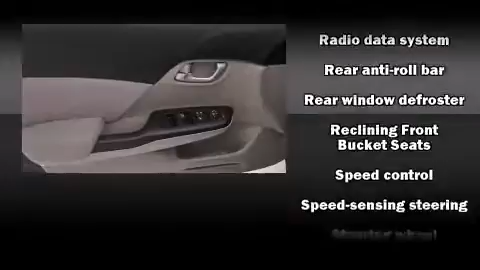 Radio data system
Rear anti-roll bar
Rear window defroster
Reclining Front
Bucket Seats
Speed control
Speed-sensing steering